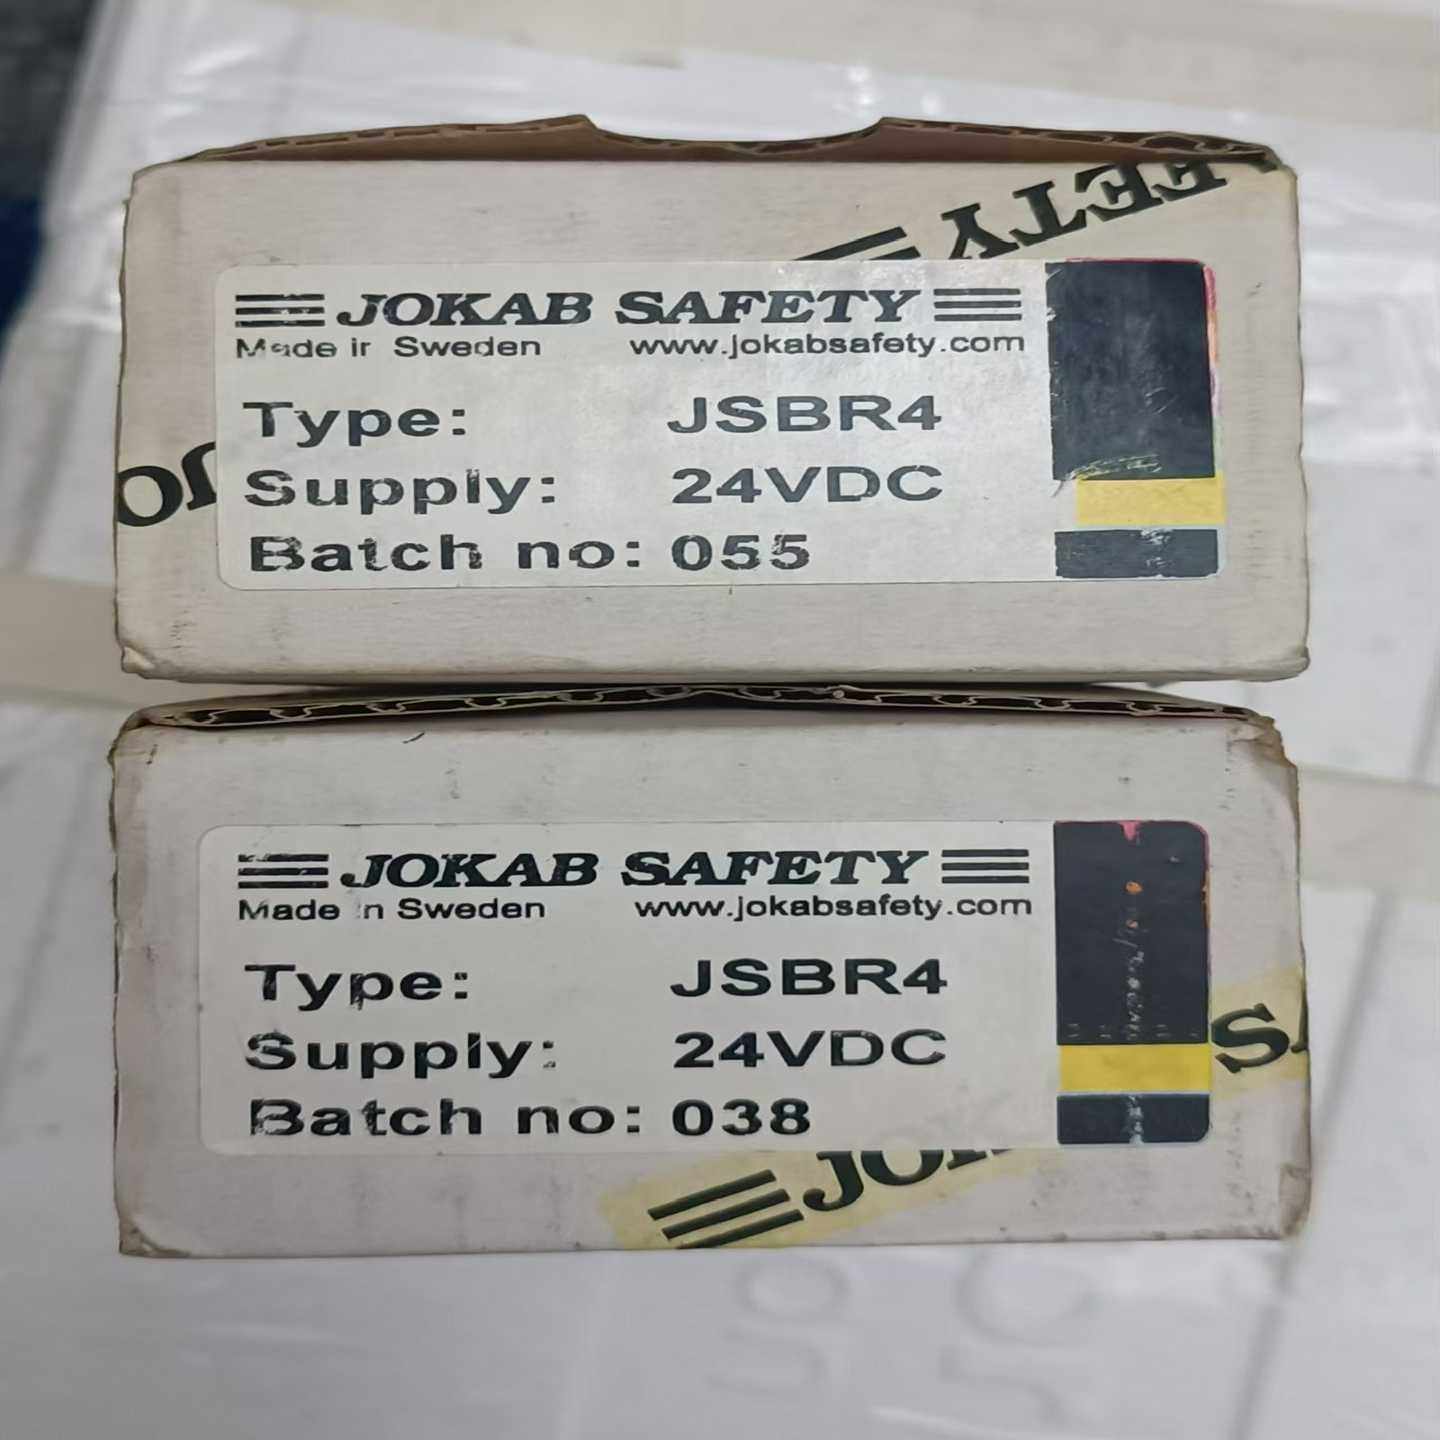 JOKAB SAFETY
Made in Sweden www.jokabsafety.com
Type: JSBR4
Supply: 24VDC
Batch no: 055
JOKAB SAFETY
Made in Sweden www.jokabsafety.com
Type: JSBR4
Supply: 24VDC
Batch no: 038